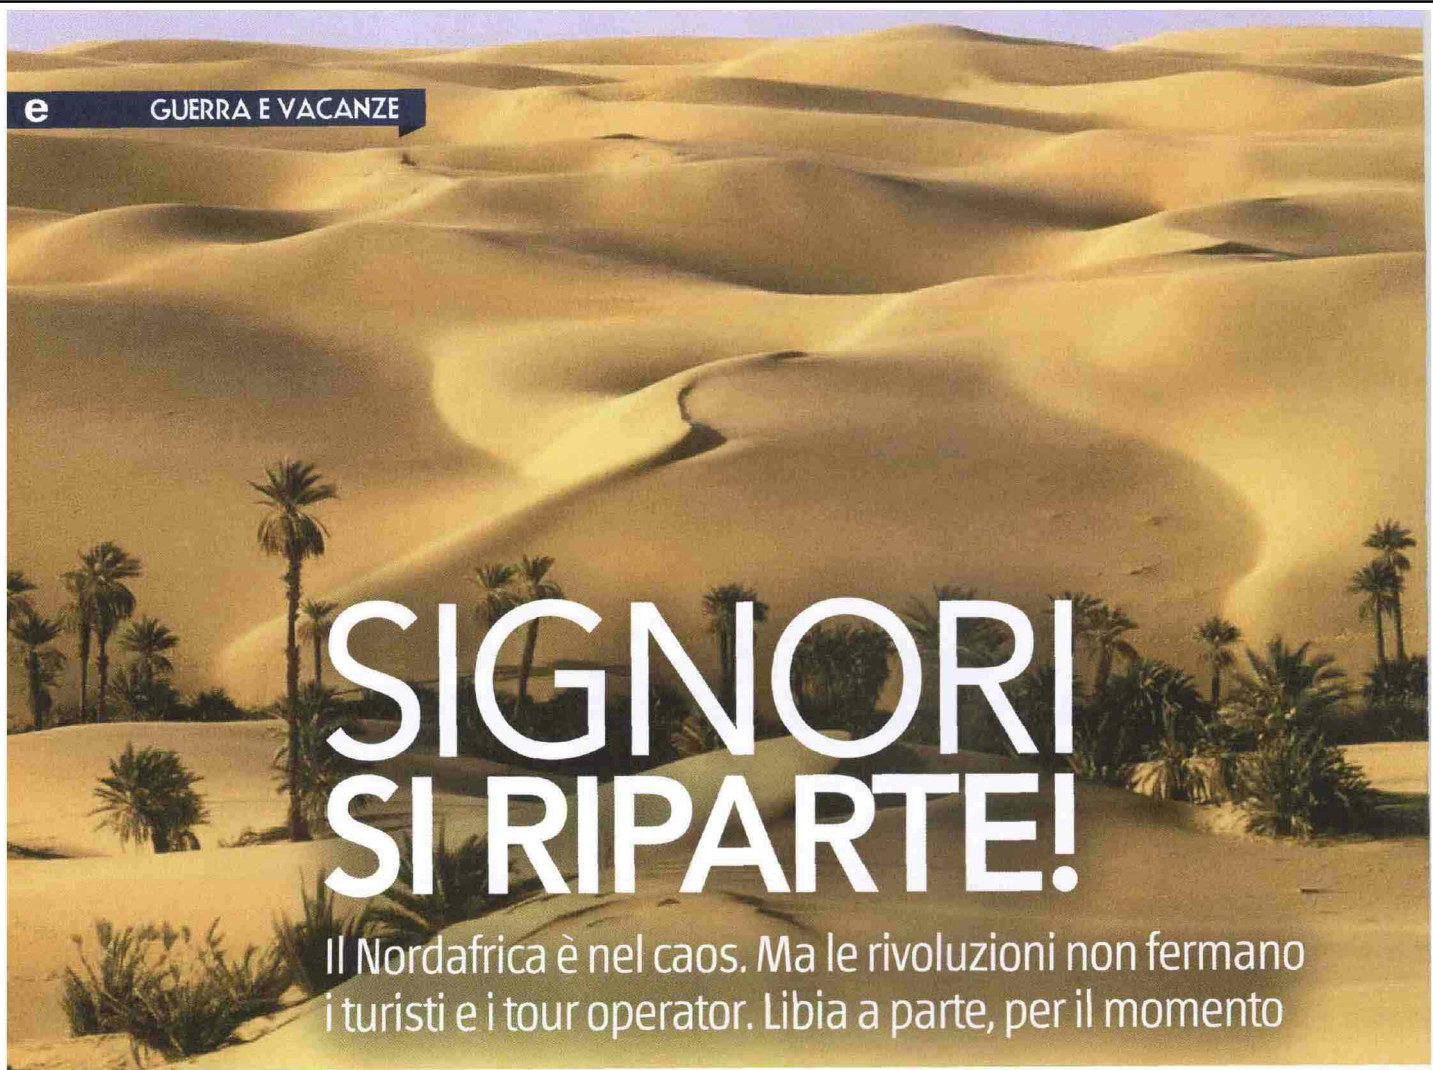 e GUERRA E VACANZE
SIGNORI
SI RIPARTE!
Il Nordafrica è nel caos. Ma le rivoluzioni non fermano
i turisti e i tour operator. Libia a parte, per il momento